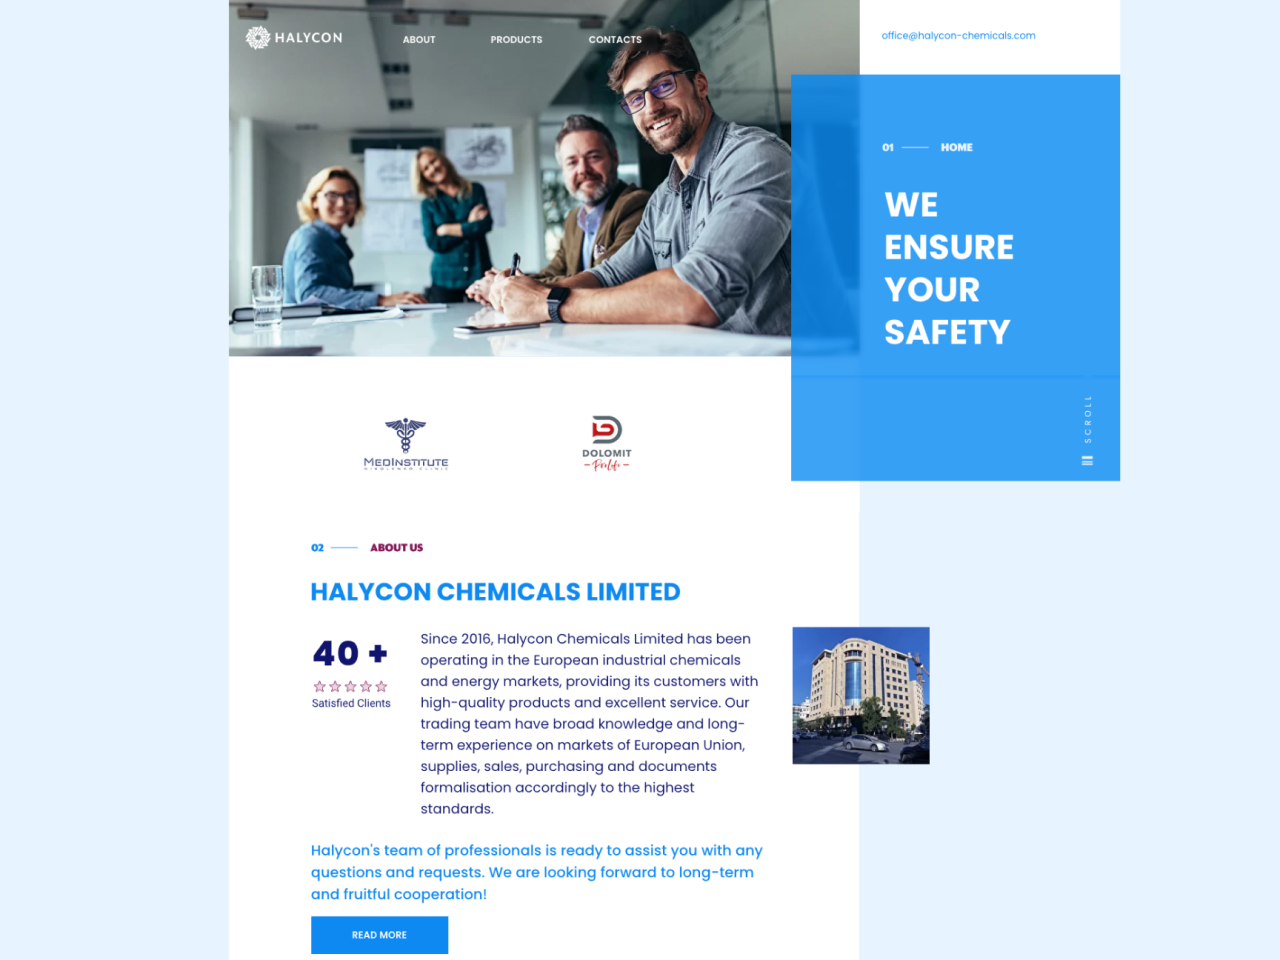 HALYCON
ABOUT
PRODUCTS
CONTACTS
office@halycon-chemicals.com
01
HOME
WE
ENSURE
YOUR
SAFETY
SCROLL
MEDINSTITUTE
DOLOMIT
Prolife
02
ABOUT US
HALYCON CHEMICALS LIMITED
40 +
Satisfied Clients
Since 2016, Halycon Chemicals Limited has been
operating in the European industrial chemicals
and energy markets, providing its customers with
high-quality products and excellent service. Our
trading team have broad knowledge and long-
term experience on markets of European Union,
supplies, sales, purchasing and documents
formalisation accordingly to the highest
standards.
Halycon's team of professionals is ready to assist you with any
questions and requests. We are looking forward to long-term
and fruitful cooperation!
READ MORE